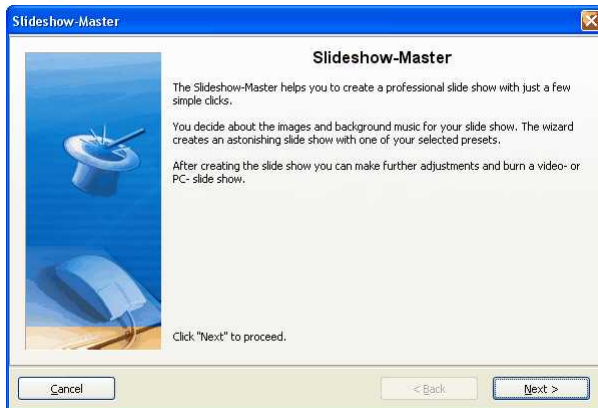 Slideshow-Master
Slideshow-Master
The Slideshow-Master helps you to create a professional slide show with just a few
simple clicks.
You decide about the images and background music for your slide show. The wizard
creates an astonishing slide show with one of your selected presets.
After creating the slide show you can make further adjustments and burn a video- or
PC- slide show.
Click "Next" to proceed.
Cancel
< Back
Next >